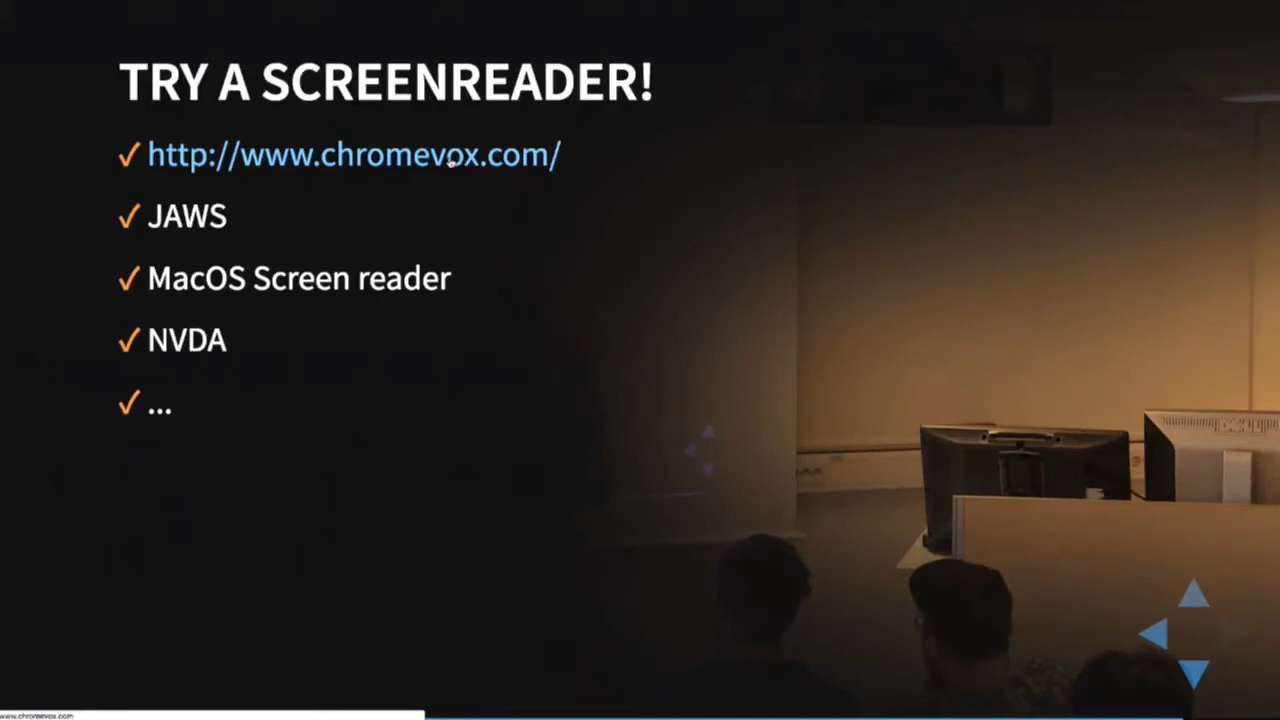 TRY A SCREENREADER!
✓ http://www.chromevox.com/
✓ JAWS
✓ MacOS Screen reader
✓ NVDA
✓ ...
www.chromevox.com